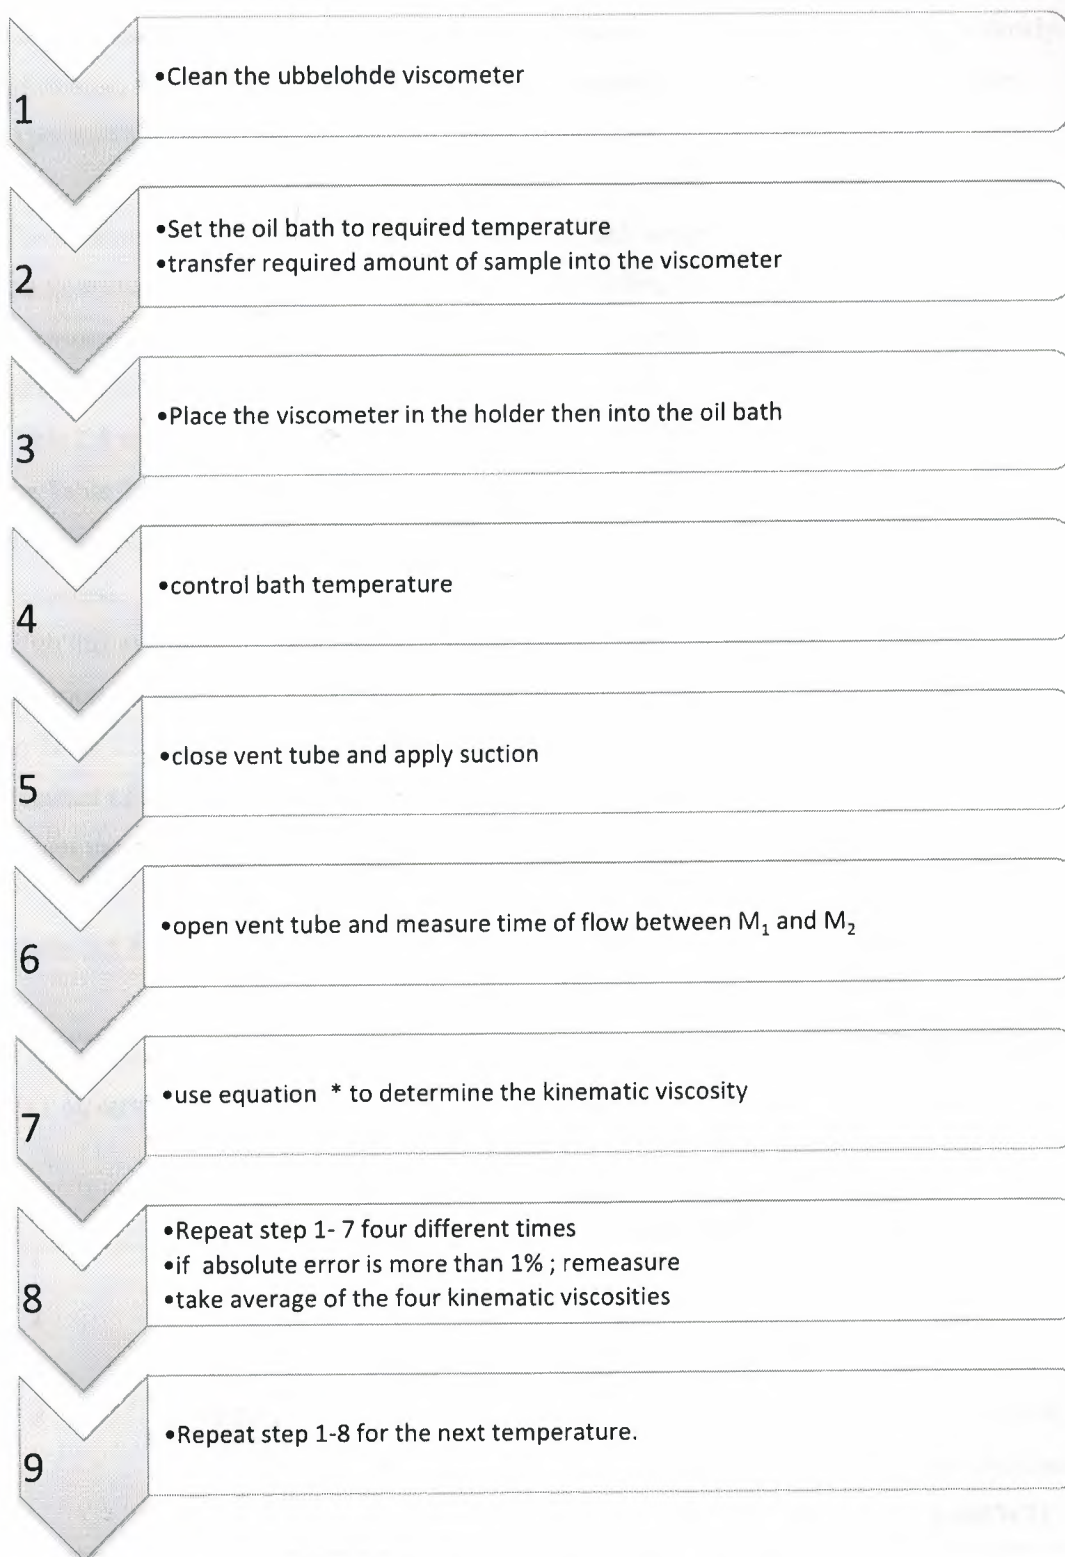 1
•Clean the ubbelohde viscometer
2
•Set the oil bath to required temperature
•transfer required amount of sample into the viscometer
3
•Place the viscometer in the holder then into the oil bath
4
•control bath temperature
5
•close vent tube and apply suction
6
•open vent tube and measure time of flow between M₁ and M₂
7
•use equation * to determine the kinematic viscosity
8
•Repeat step 1- 7 four different times
•if absolute error is more than 1% ; remeasure
•take average of the four kinematic viscosities
9
•Repeat step 1-8 for the next temperature.